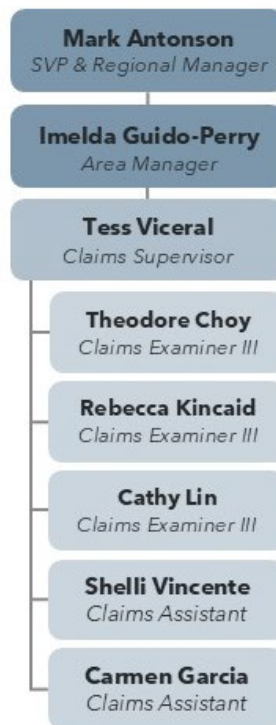 Mark Antonson
SVP & Regional Manager
Imelda Guido-Perry
Area Manager
Tess Viceral
Claims Supervisor
Theodore Choy
Claims Examiner III
Rebecca Kincaid
Claims Examiner III
Cathy Lin
Claims Examiner III
Shelli Vincente
Claims Assistant
Carmen Garcia
Claims Assistant